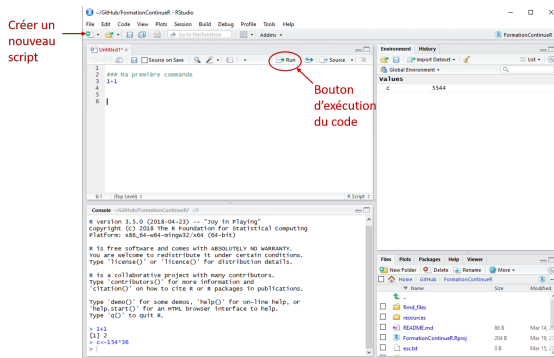 Créer un
nouveau
script
~/GitHub/FormationContinueR - RStudio
File Edit Code View Plots Session Build Debug Profile Tools Help
Go to file/function Addins
FormationContinueR
Untitled1*
Source on Save Run Source
1
2 ### Ma première commande
3 1+1
4
5
6
Bouton
d'exécution
du code
6:1 (Top Level) R Script
Environment History
Import Dataset List
Global Environment
Values
c 5544
Console ~/GitHub/FormationContinueR/
R version 3.5.0 (2018-04-23) -- "Joy in Playing"
Copyright (C) 2018 The R Foundation for Statistical Computing
Platform: x86_64-w64-mingw32/x64 (64-bit)
R is free software and comes with ABSOLUTELY NO WARRANTY.
You are welcome to redistribute it under certain conditions.
Type 'license()' or 'licence()' for distribution details.
R is a collaborative project with many contributors.
Type 'contributors()' for more information and
'citation()' on how to cite R or R packages in publications.
Type 'demo()' for some demos, 'help()' for on-line help, or
'help.start()' for an HTML browser interface to help.
Type 'q()' to quit R.
> 1+1
[1] 2
> c<-154*36
>
Files Plots Packages Help Viewer
New Folder Delete Rename More
Home GitHub FormationContinueR
Name Size Modified
..
Rmd_files
resources
README.md 86 B Mar 14,
FormationContinueR.Rproj 204 B Mar 19,
ess.txt 0 B Mar 15,